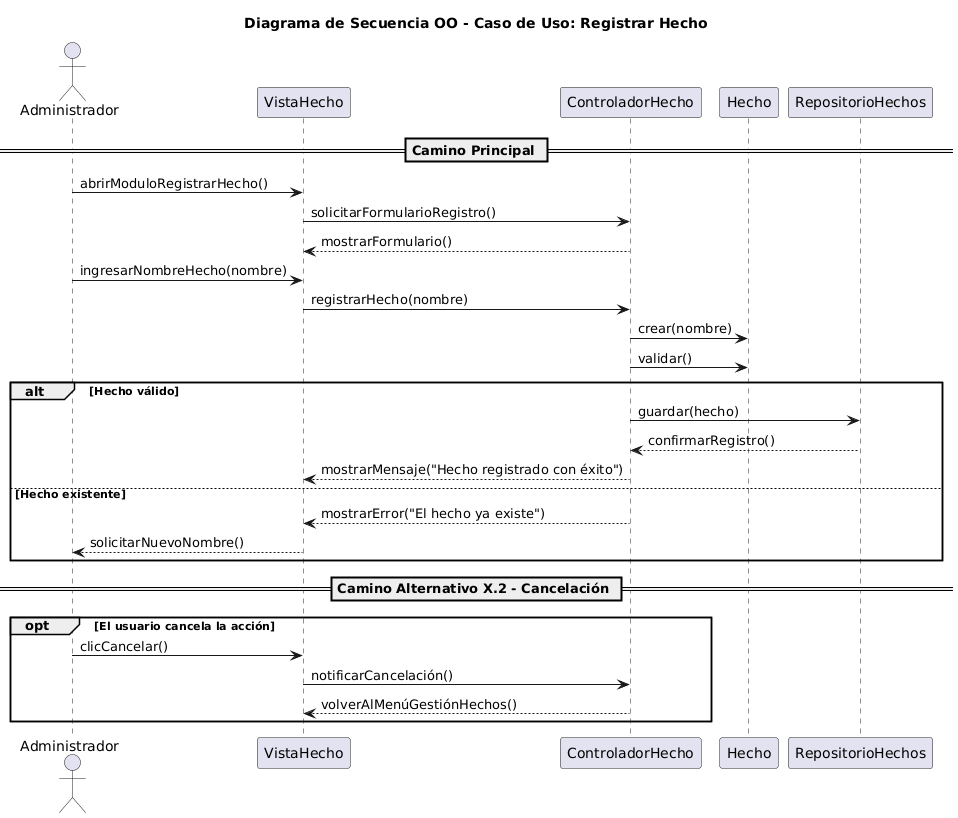 Diagrama de Secuencia OO - Caso de Uso: Registrar Hecho
Administrador
VistaHecho
ControladorHecho
Hecho
RepositorioHechos
Camino Principal
abrirModuloRegistrarHecho()
solicitarFormularioRegistro()
mostrarFormulario()
ingresarNombreHecho(nombre)
registrarHecho(nombre)
crear(nombre)
validar()
alt [Hecho válido]
guardar(hecho)
confirmarRegistro()
mostrarMensaje("Hecho registrado con éxito")
[Hecho existente]
mostrarError("El hecho ya existe")
solicitarNuevoNombre()
Camino Alternativo X.2 - Cancelación
opt [El usuario cancela la acción]
clicCancelar()
notificarCancelación()
volverAlMenúGestiónHechos()
Administrador
VistaHecho
ControladorHecho
Hecho
RepositorioHechos